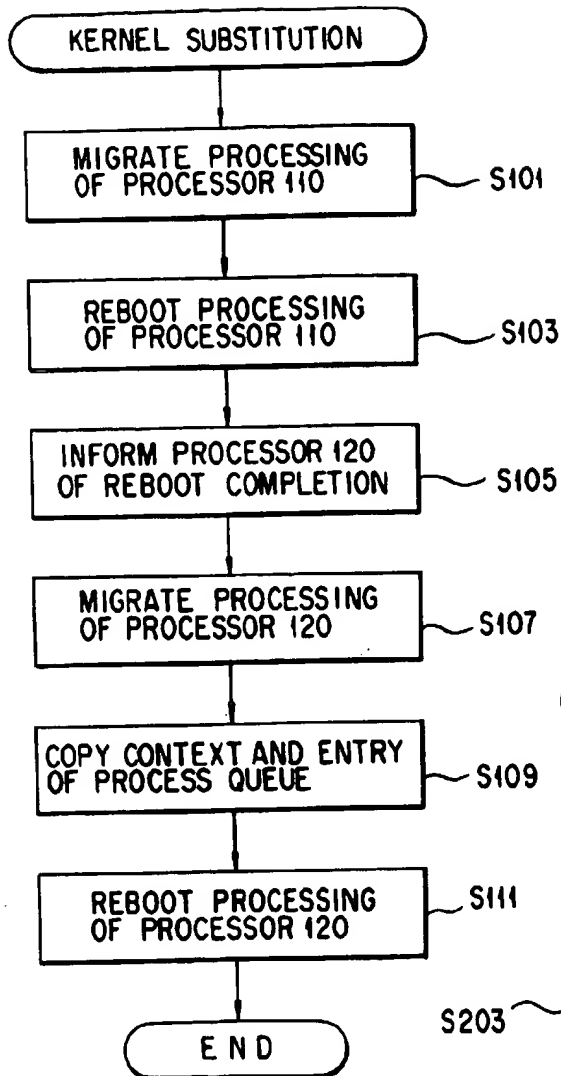 KERNEL SUBSTITUTION
MIGRATE PROCESSING
OF PROCESSOR 110
S101
REBOOT PROCESSING
OF PROCESSOR 110
S103
INFORM PROCESSOR 120
OF REBOOT COMPLETION
S105
MIGRATE PROCESSING
OF PROCESSOR 120
S107
COPY CONTEXT AND ENTRY
OF PROCESS QUEUE
S109
REBOOT PROCESSING
OF PROCESSOR 120
S111
S203
END